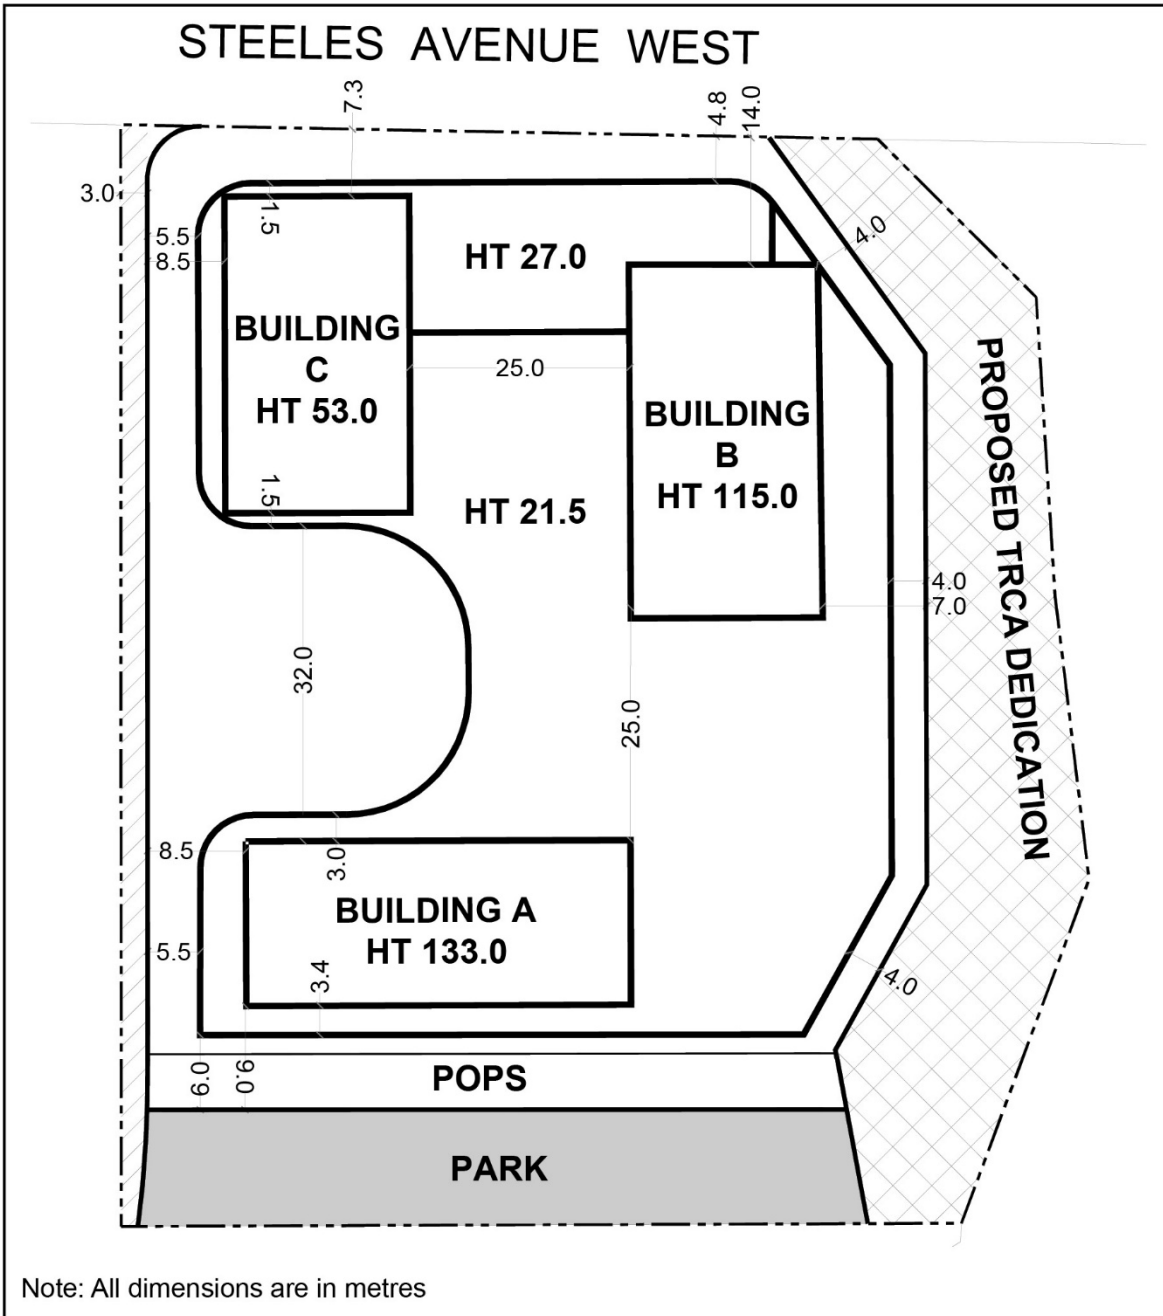 STEELES AVENUE WEST
7.3
4.8
14.0
3.0
1.5
5.5
8.5
4.0
HT 27.0
BUILDING
C
HT 53.0
25.0
BUILDING
B
HT 115.0
1.5
HT 21.5
PROPOSED TRCA DEDICATION
4.0
7.0
32.0
25.0
8.5
3.0
BUILDING A
HT 133.0
5.5
3.4
4.0
6.0
9.0
POPS
PARK
Note: All dimensions are in metres